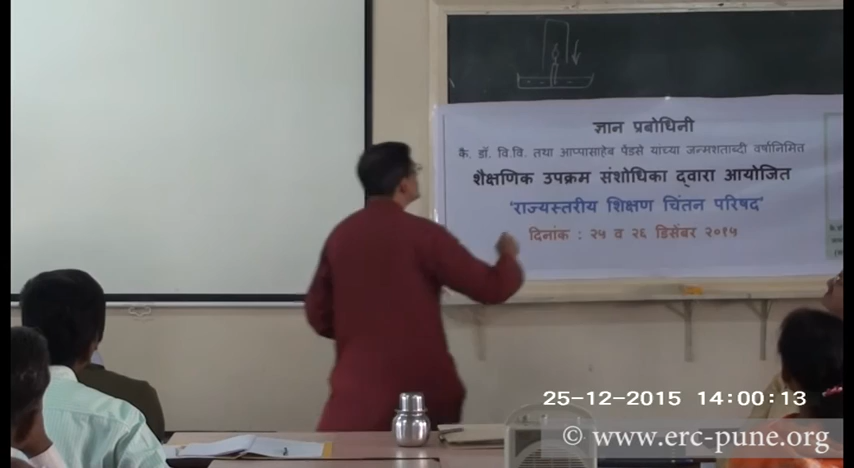 ज्ञान प्रबोधिनी
कै. डॉ. वि.वि. तथा आप्पासाहेब पेंडसे यांच्या जन्मशताब्दी वर्षानिमित
शैक्षणिक उपक्रम संशोधिका द्वारा आयोजित
'राज्यस्तरीय शिक्षण चिंतन परिषद'
दिनांक : २५ व २६ डिसेंबर २०१५
25-12-2015 14:00:13
© www.erc-pune.org